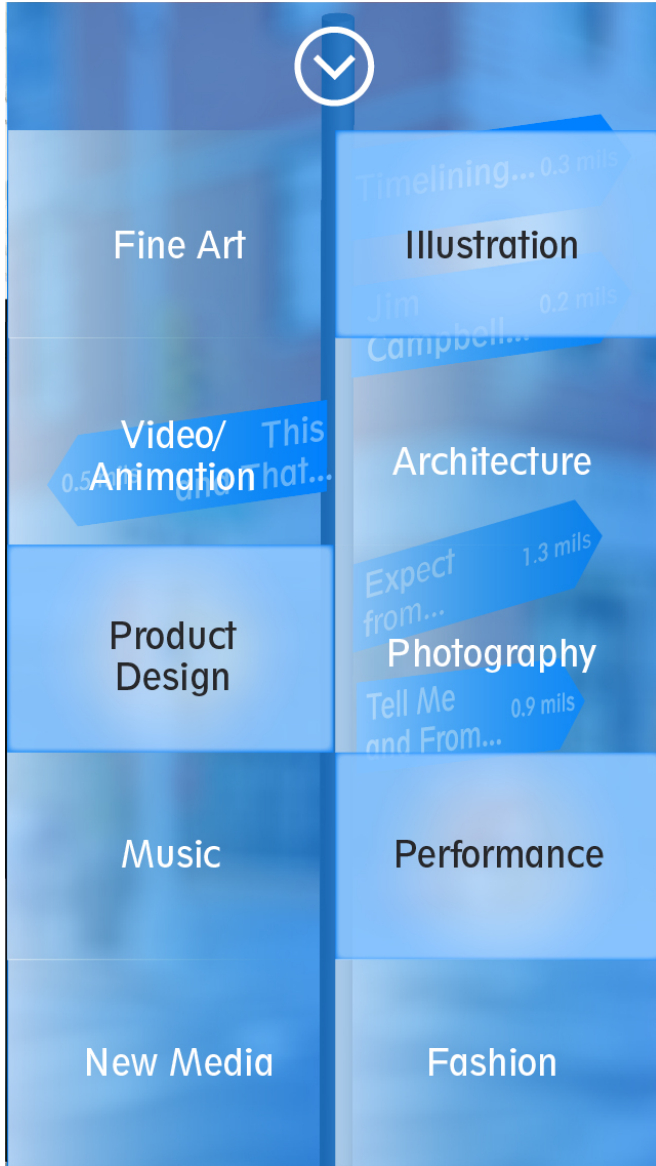 Timelining... 0.3 mils
Fine Art
Illustration
Jim
Campbell...
0.2 mils
Video/
Animation
This
and That...
0.5 mils
Architecture
Expect
from...
1.3 mils
Product
Design
Photography
Tell Me
and From...
0.9 mils
Music
Performance
New Media
Fashion